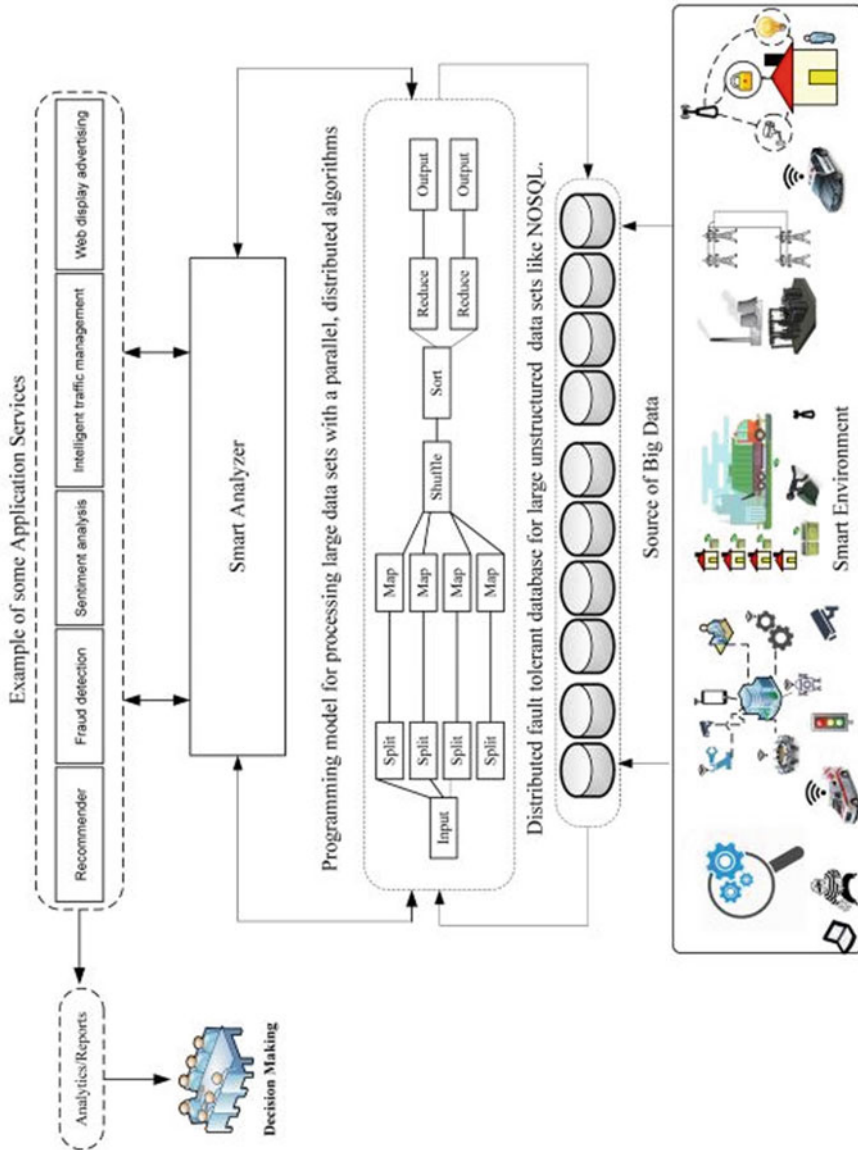 Example of some Application Services
Recommender
Fraud detection
Sentiment analysis
Intelligent traffic management
Web display advertising
Analytics/Reports
Decision Making
Smart Analyzer
Programming model for processing large data sets with a parallel, distributed algorithms
Input
Split
Split
Split
Split
Map
Map
Map
Map
Shuffle
Sort
Reduce
Reduce
Output
Output
Distributed fault tolerant database for large unstructured data sets like NOSQL.
Source of Big Data
Smart Environment